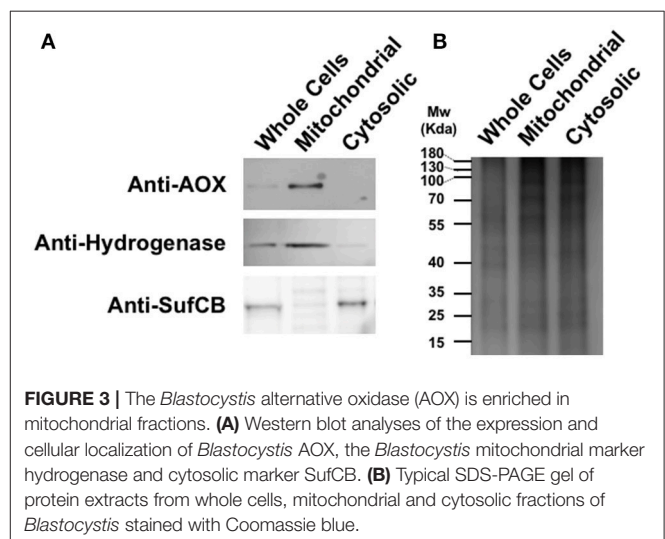 A
B
Whole Cells
Mitochondrial
Cytosolic
Mw
(Kda)
Whole Cells
Mitochondrial
Cytosolic
Anti-AOX
Anti-Hydrogenase
Anti-SufCB
180
130
100
70
55
40
35
25
15
FIGURE 3 | The Blastocystis alternative oxidase (AOX) is enriched in
mitochondrial fractions. (A) Western blot analyses of the expression and
cellular localization of Blastocystis AOX, the Blastocystis mitochondrial marker
hydrogenase and cytosolic marker SufCB. (B) Typical SDS-PAGE gel of
protein extracts from whole cells, mitochondrial and cytosolic fractions of
Blastocystis stained with Coomassie blue.